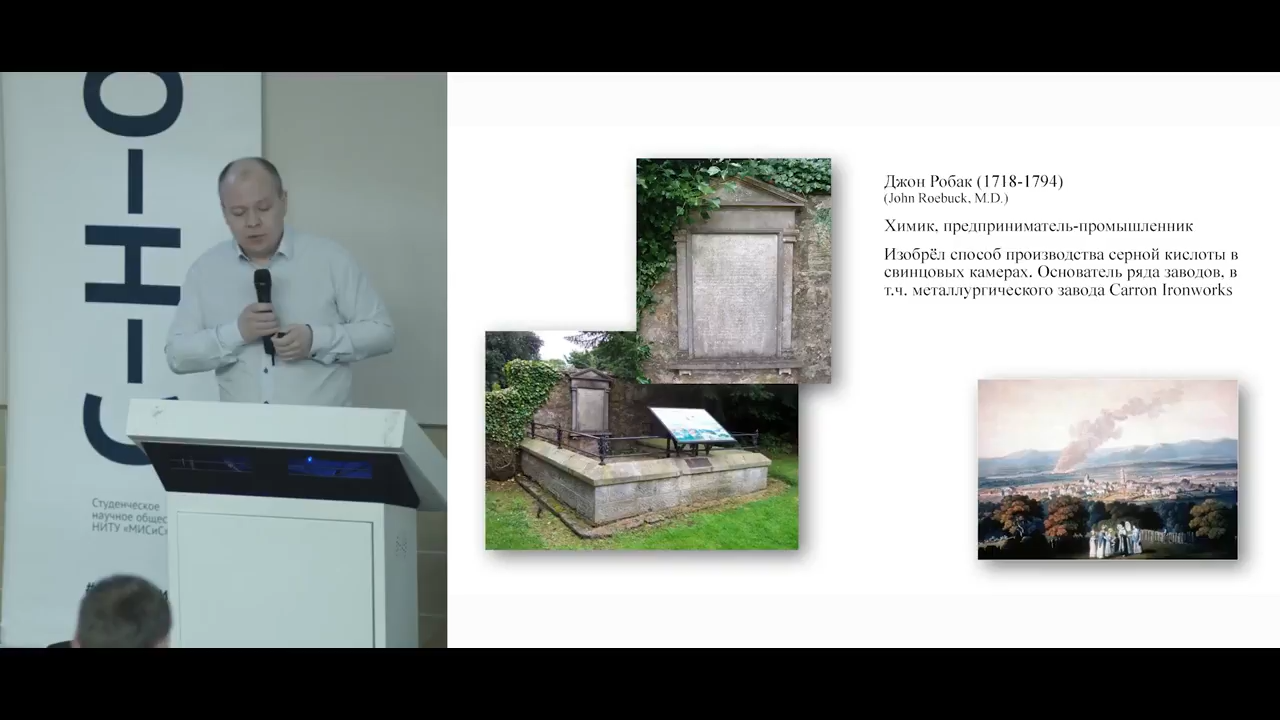 С-Н-О
Студенческое
научное общес
НИТУ «МИСиС
Джон Робак (1718-1794)
(John Roebuck, M.D.)
Химик, предприниматель-промышленник
Изобрёл способ производства серной кислоты в
свинцовых камерах. Основатель ряда заводов, в
т.ч. металлургического завода Carron Ironworks